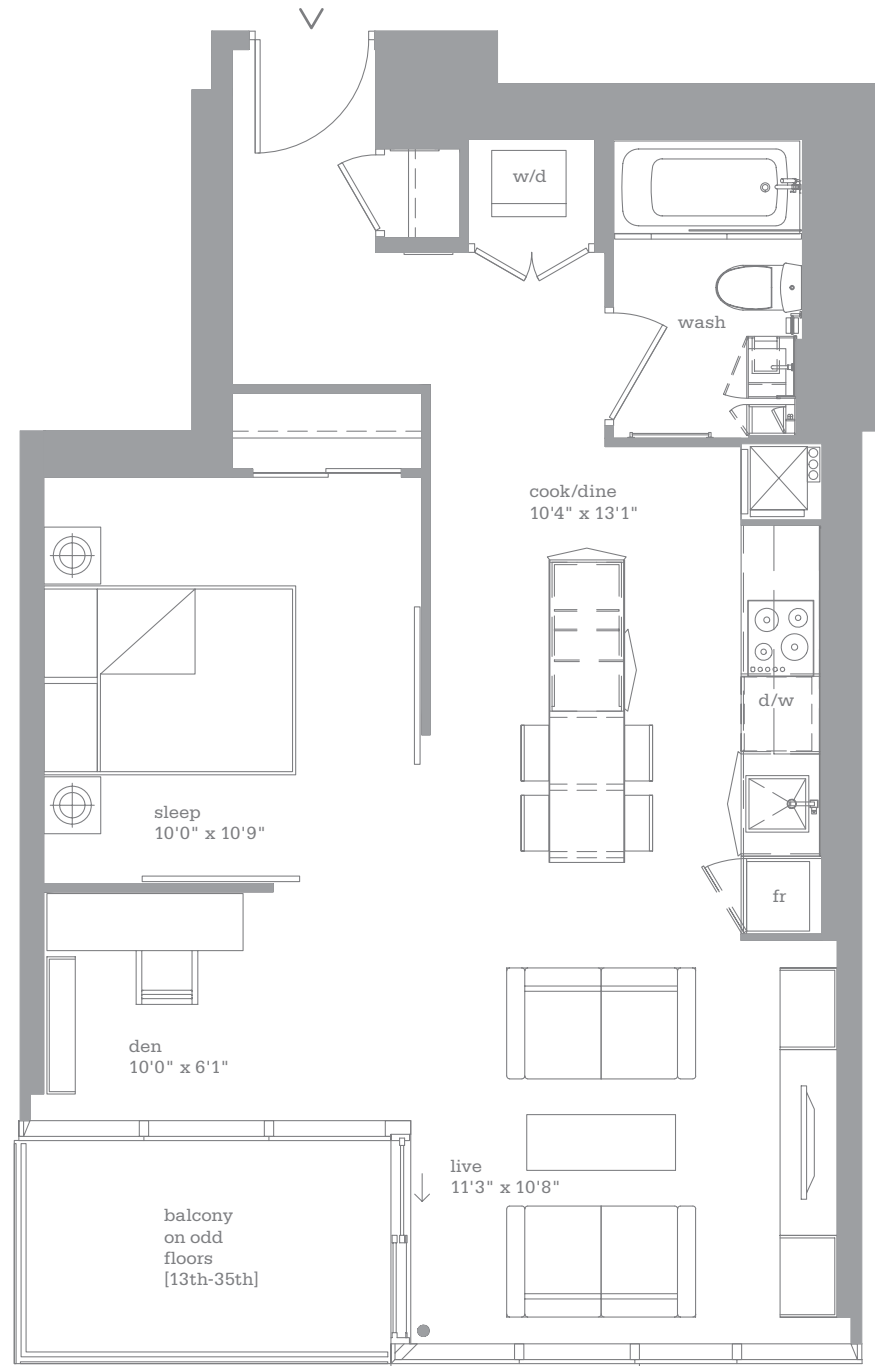 w/d
wash
cook/dine
10'4" x 13'1"
d/w
sleep
10'0" x 10'9"
fr
den
10'0" x 6'1"
live
11'3" x 10'8"
balcony
on odd
floors
[13th-35th]